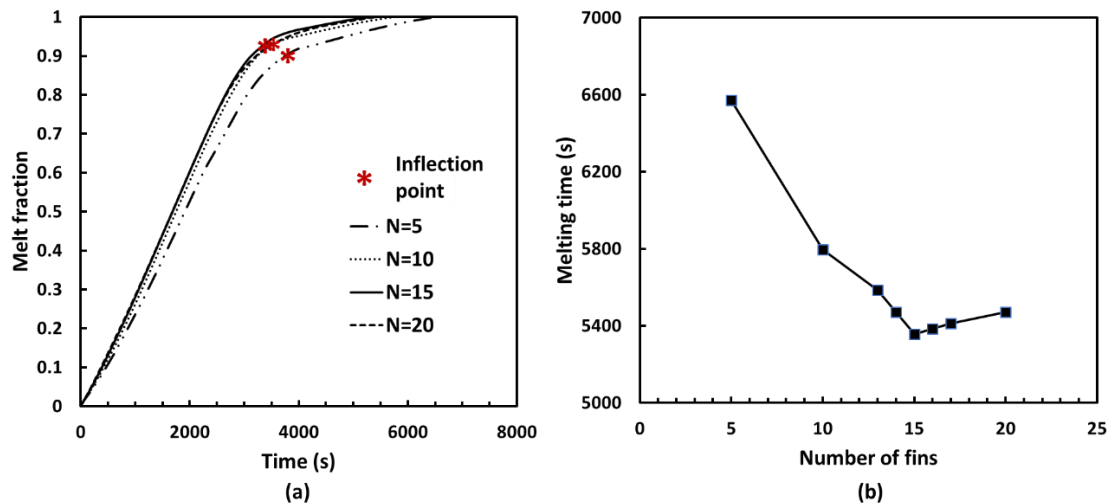 1
0.9
0.8
0.7
0.6
0.5
0.4
0.3
0.2
0.1
0
Melt fraction
Inflection
point
N=5
N=10
N=15
N=20
0 2000 4000 6000 8000
Time (s)
(a)
7000
6600
6200
5800
5400
5000
Melting time (s)
0 5 10 15 20 25
Number of fins
(b)